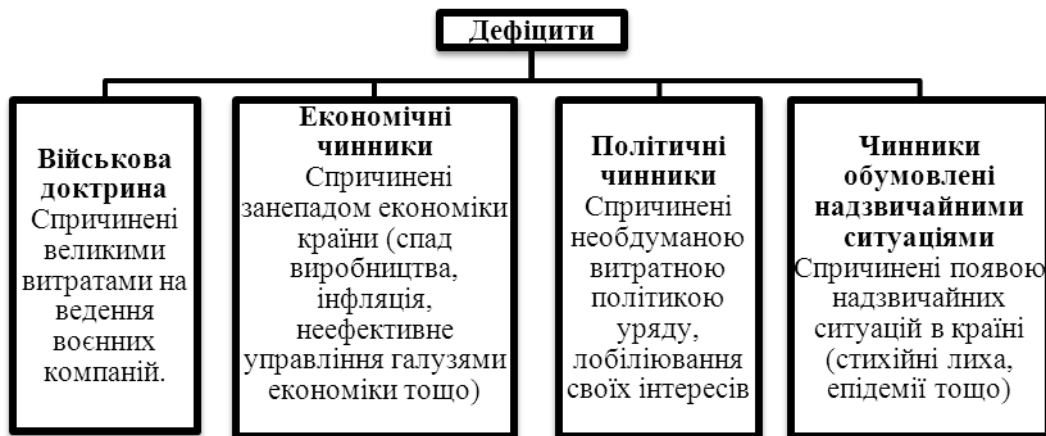 Дефіцити
Військова
доктрина
Спричинені
великими
витратами на
ведення
воєнних
компаній.
Економічні
чинники
Спричинені
занепадом економіки
країни (спад
виробництва,
інфляція,
неефективне
управління галузями
економіки тощо)
Політичні
чинники
Спричинені
необдуманою
витратною
політикою
уряду,
лобіліювання
своїх інтересів
Чинники
обумовлені
надзвичайними
ситуаціями
Спричинені появою
надзвичайних
ситуацій в країні
(стихійні лиха,
епідемії тощо)